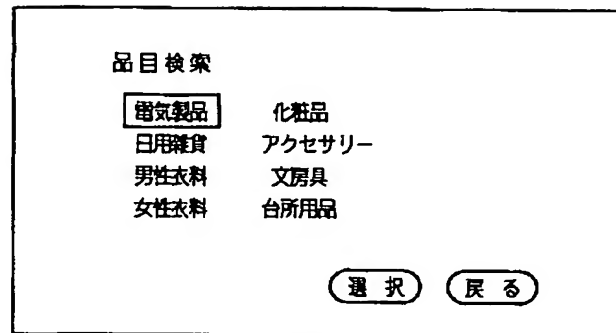 品目検索
電気製品 化粧品
日用雑貨 アクセサリー
男性衣料 文房具
女性衣料 台所用品
選択 戻る